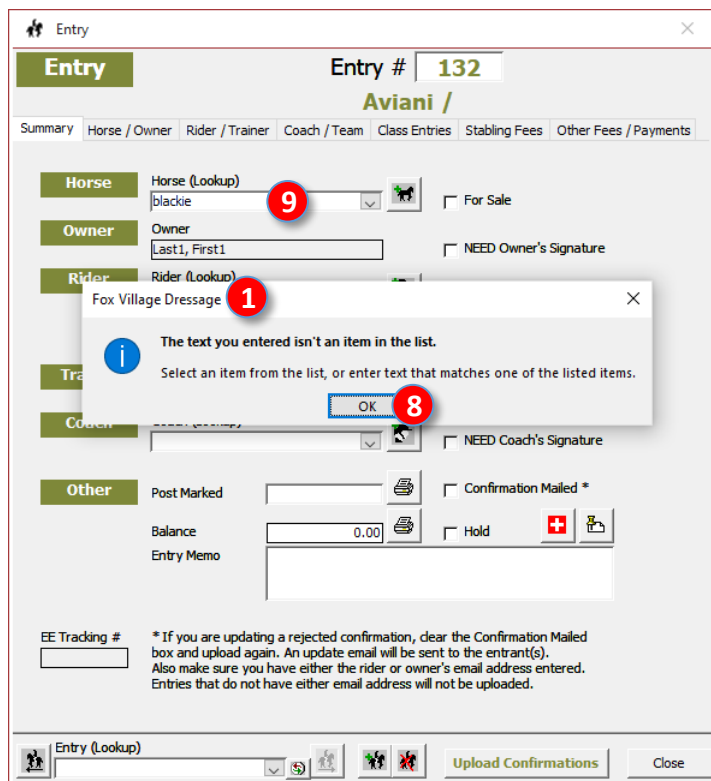 Entry
Entry
Entry # 132
Aviani /
Summary Horse / Owner Rider / Trainer Coach / Team Class Entries Stabling Fees Other Fees / Payments
Horse
Horse (Lookup)
blackie
9
For Sale
Owner
Owner
Last1, First1
NEED Owner's Signature
Rider (Lookup)
Fox Village Dressage
1
The text you entered isn't an item in the list.
Select an item from the list, or enter text that matches one of the listed items.
OK
8
NEED Coach's Signature
Other
Post Marked
Confirmation Mailed *
Balance
0.00
Hold
Entry Memo
EE Tracking #
* If you are updating a rejected confirmation, clear the Confirmation Mailed
box and upload again. An update email will be sent to the entrant(s).
Also make sure you have either the rider or owner's email address entered.
Entries that do not have either email address will not be uploaded.
Entry (Lookup)
Upload Confirmations
Close